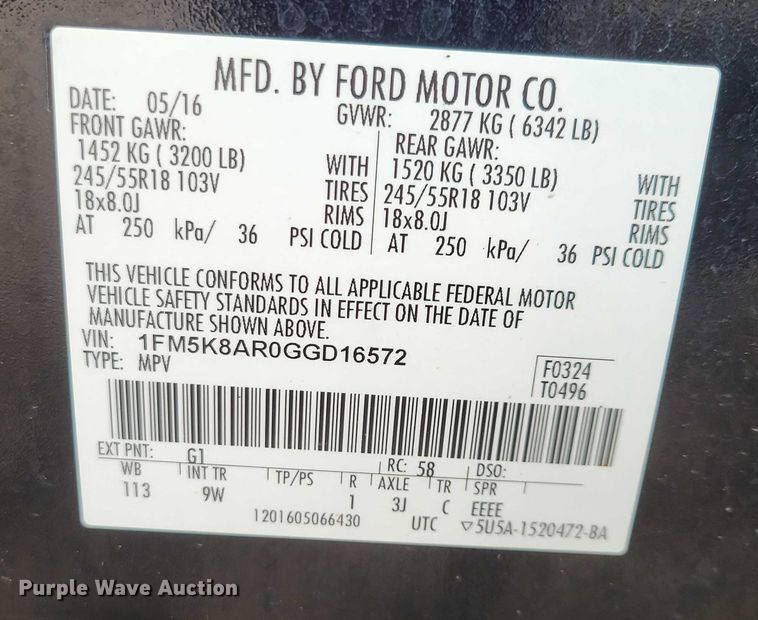 MFD. BY FORD MOTOR CO.
DATE: 05/16 GVWR: 2877 KG ( 6342 LB)
FRONT GAWR: REAR GAWR:
1452 KG ( 3200 LB) WITH 1520 KG ( 3350 LB) WITH
245/55R18 103V TIRES 245/55R18 103V TIRES
18x8.0J RIMS 18x8.0J RIMS
AT 250 kPa/ 36 PSI COLD AT 250 kPa/ 36 PSI COLD
THIS VEHICLE CONFORMS TO ALL APPLICABLE FEDERAL MOTOR
VEHICLE SAFETY STANDARDS IN EFFECT ON THE DATE OF
MANUFACTURE SHOWN ABOVE.
VIN: 1FM5K8AR0GGD16572
TYPE: MPV F0324
T0496
EXT PNT: G1 RC: 58 DSO:
WB INT TR TP/PS R AXLE TR SPR
113 9W 1 3J C EEEE
1201605066430 UTC ▽5U5A-1520472-BA
Purple Wave Auction